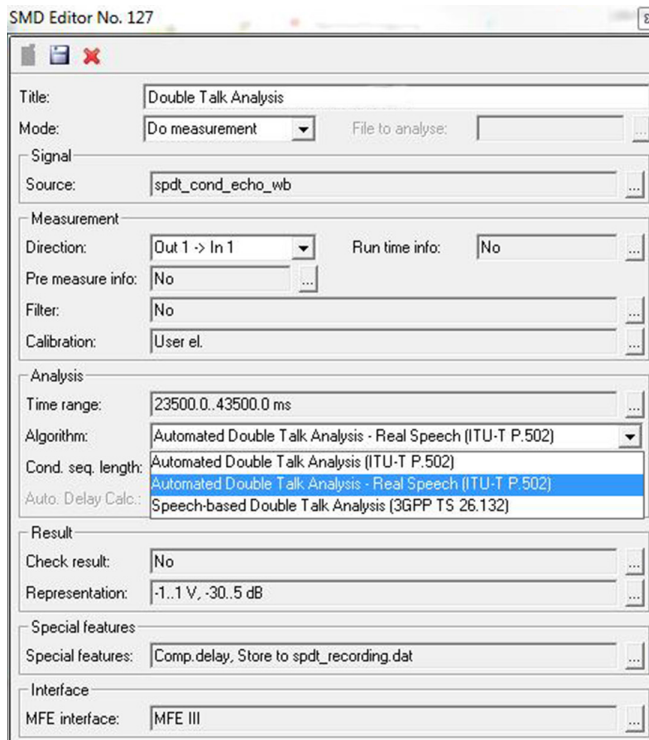 SMD Editor No. 127
Title: Double Talk Analysis
Mode: Do measurement File to analyse: ...
Signal
Source: spdt_cond_echo_wb ...
Measurement
Direction: Out 1 -> In 1 Run time info: No ...
Pre measure info: No ...
Filter: No ...
Calibration: User el. ...
Analysis
Time range: 23500.0..43500.0 ms ...
Algorithm: Automated Double Talk Analysis - Real Speech (ITU-T P.502)
Cond. seq. length: Automated Double Talk Analysis (ITU-T P.502)
Automated Double Talk Analysis - Real Speech (ITU-T P.502)
Auto. Delay Calc.: Speech-based Double Talk Analysis (3GPP TS 26.132)
Result
Check result: No ...
Representation: -1..1 V, -30..5 dB ...
Special features
Special features: Comp.delay, Store to spdt_recording.dat ...
Interface
MFE interface: MFE III ...